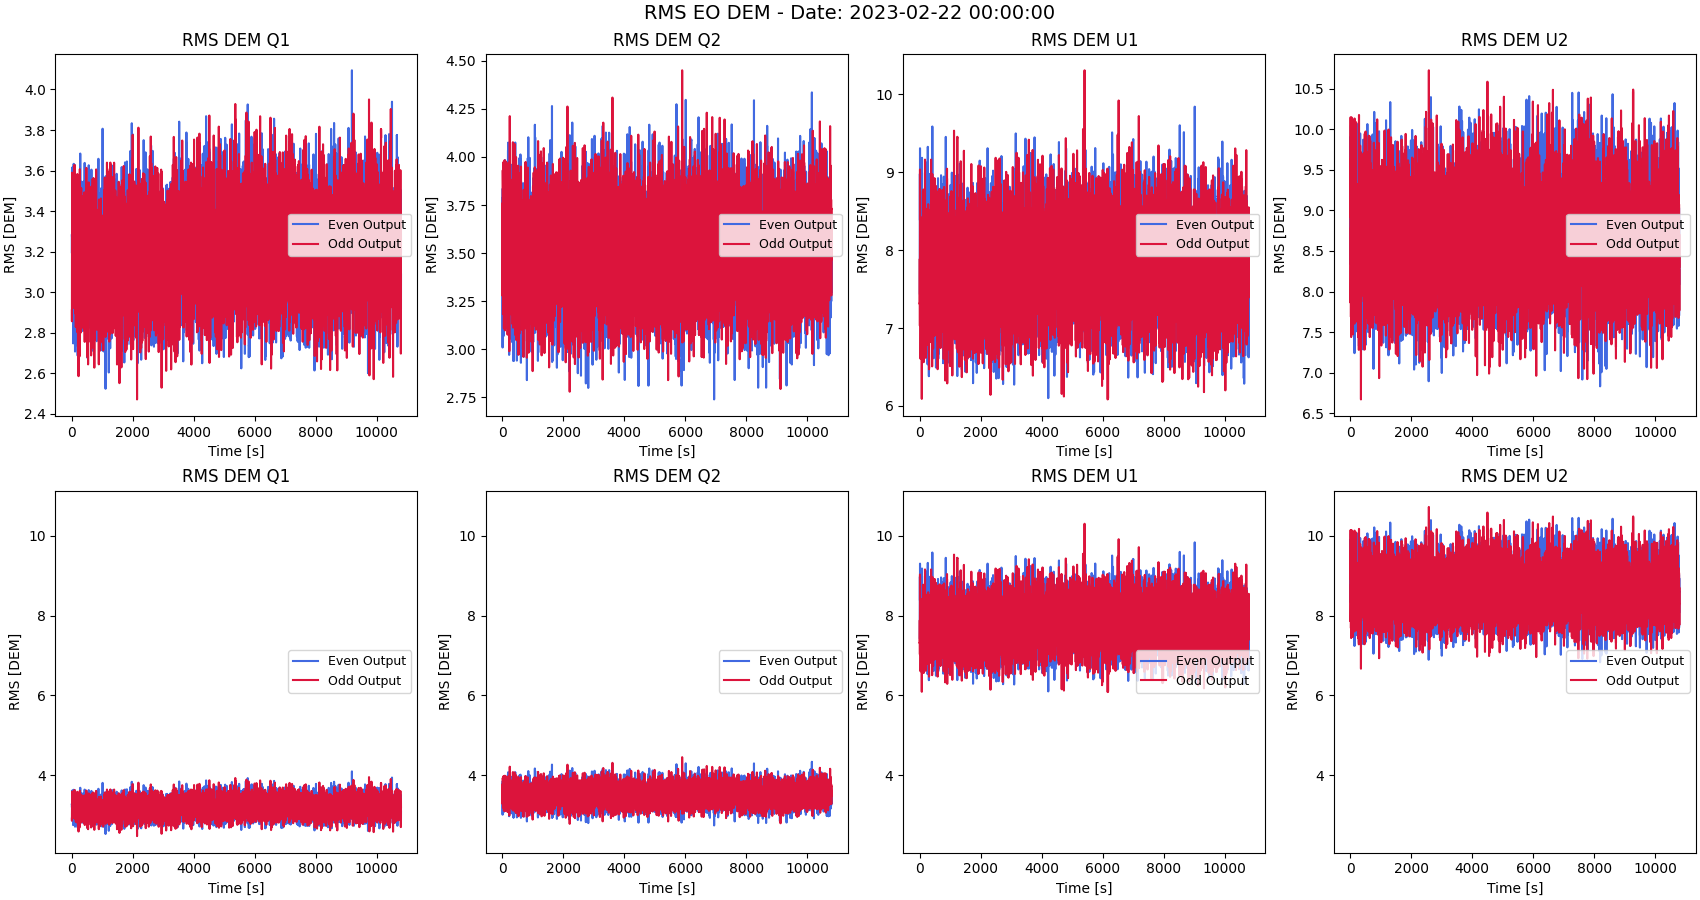 RMS EO DEM - Date: 2023-02-22 00:00:00
RMS DEM Q1
RMS [DEM]
4.0
3.8
3.6
3.4
3.2
3.0
2.8
2.6
2.4
0 2000 4000 6000 8000 10000
Time [s]
Even Output
Odd Output
RMS DEM Q2
RMS [DEM]
4.50
4.25
4.00
3.75
3.50
3.25
3.00
2.75
0 2000 4000 6000 8000 10000
Time [s]
Even Output
Odd Output
RMS DEM U1
RMS [DEM]
10
9
8
7
6
0 2000 4000 6000 8000 10000
Time [s]
Even Output
Odd Output
RMS DEM U2
RMS [DEM]
10.5
10.0
9.5
9.0
8.5
8.0
7.5
7.0
6.5
0 2000 4000 6000 8000 10000
Time [s]
Even Output
Odd Output
RMS DEM Q1
RMS [DEM]
10
8
6
4
0 2000 4000 6000 8000 10000
Time [s]
Even Output
Odd Output
RMS DEM Q2
RMS [DEM]
10
8
6
4
0 2000 4000 6000 8000 10000
Time [s]
Even Output
Odd Output
RMS DEM U1
RMS [DEM]
10
8
6
4
0 2000 4000 6000 8000 10000
Time [s]
Even Output
Odd Output
RMS DEM U2
RMS [DEM]
10
8
6
4
0 2000 4000 6000 8000 10000
Time [s]
Even Output
Odd Output